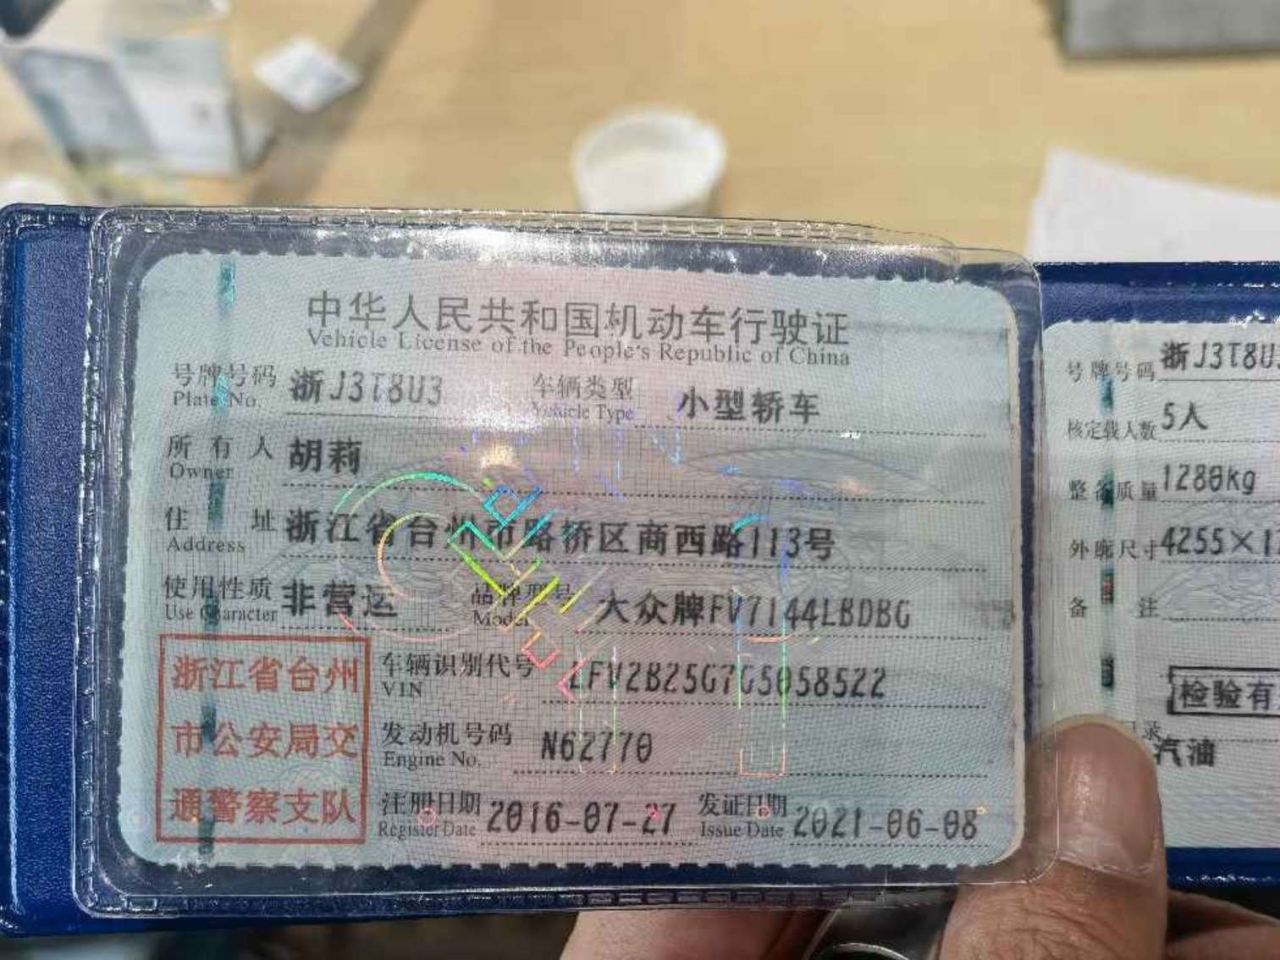 中华人民共和国机动车行驶证
Vehicle License of the People's Republic of China
号牌号码 浙J3T8U3 车辆类型 小型轿车
Plate No. Vehicle Type
所有人 胡莉
Owner
住址 浙江省台州市路桥区商西路113号
Address
使用性质 非营运 品牌型号 大众牌FV7144LBDBG
Use Character Model
浙江省台州
市公安局交
通警察支队
车辆识别代号 LFV2B25G7G5058522
VIN
发动机号码 N62770
Engine No.
注册日期 2016-07-27 发证日期 2021-06-08
Register Date Issue Date
号牌号码 浙J3T8U3
核定载人数 5人
整备质量 1280kg
外廓尺寸 4255×1
备注
检验有
录
汽油